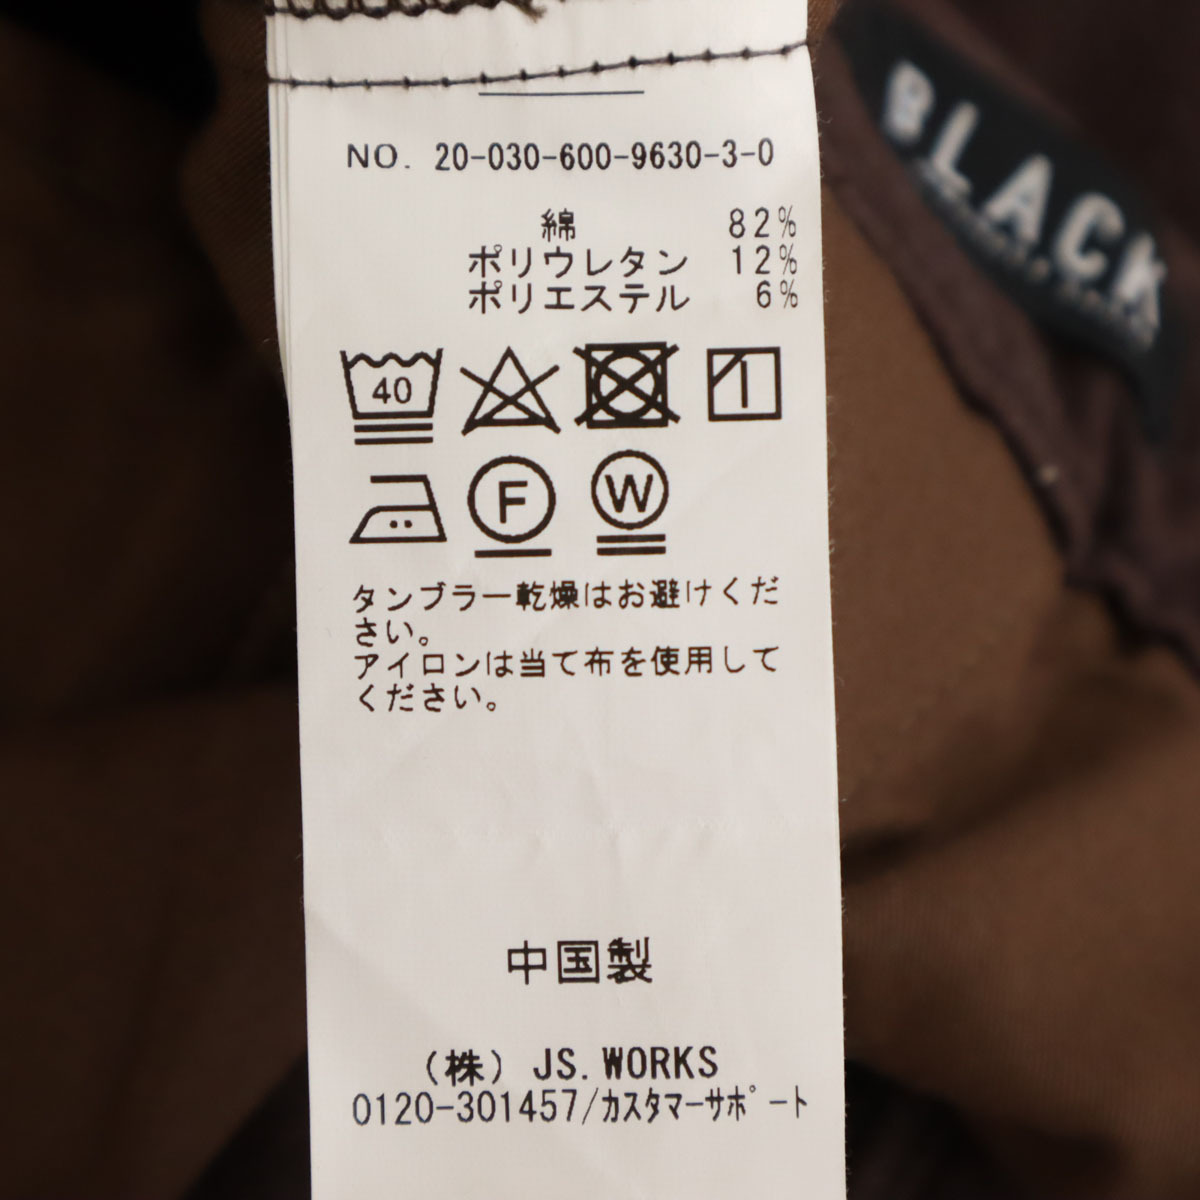 NO. 20-030-600-9630-3-0
綿 82%
ポリウレタン 12%
ポリエステル 6%
40
F
W
タンブラー乾燥はお避けくだ
さい。
アイロンは当て布を使用して
ください。
中国製
(株) JS.WORKS
0120-301457/カスタマーサポート
BLACK